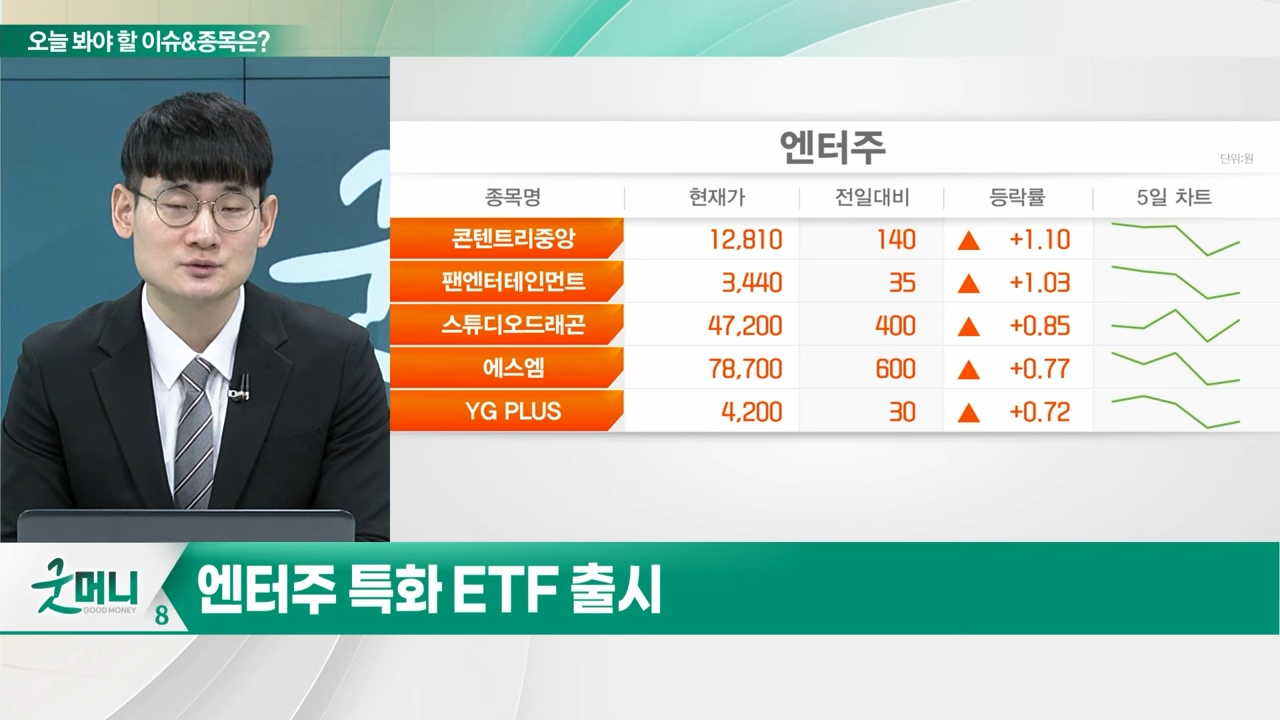 오늘 봐야 할 이슈&종목은?
엔터주
단위:원
종목명 현재가 전일대비 등락률 5일 차트
콘텐트리중앙 12,810 140 ▲ +1.10
팬엔터테인먼트 3,440 35 ▲ +1.03
스튜디오드래곤 47,200 400 ▲ +0.85
에스엠 78,700 600 ▲ +0.77
YG PLUS 4,200 30 ▲ +0.72
굿머니
GOOD MONEY
8
엔터주 특화 ETF 출시